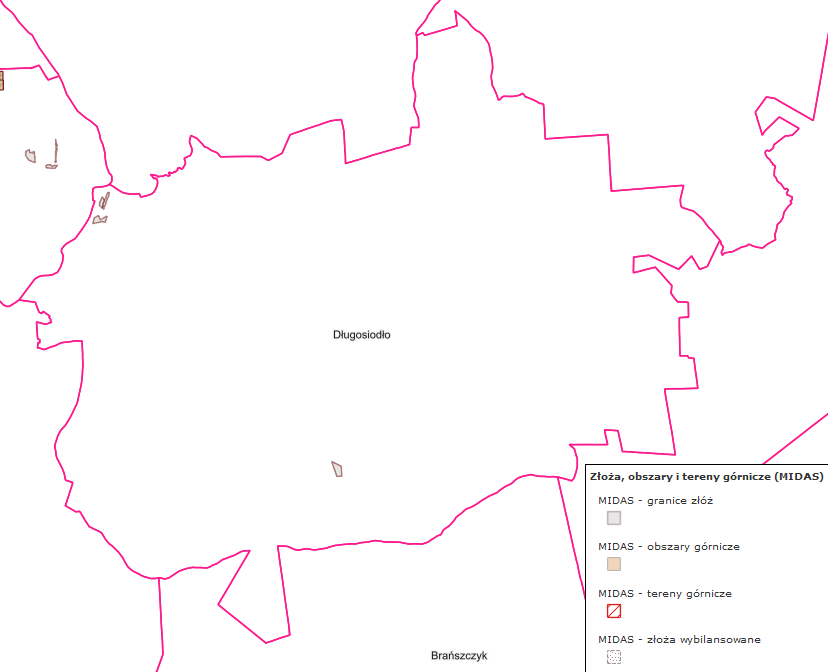 Długosiodło
Brańszczyk
Złoża, obszary i tereny górnicze (MIDAS)
MIDAS - granice złóż
MIDAS - obszary górnicze
MIDAS - tereny górnicze
MIDAS - złoża wybilansowane